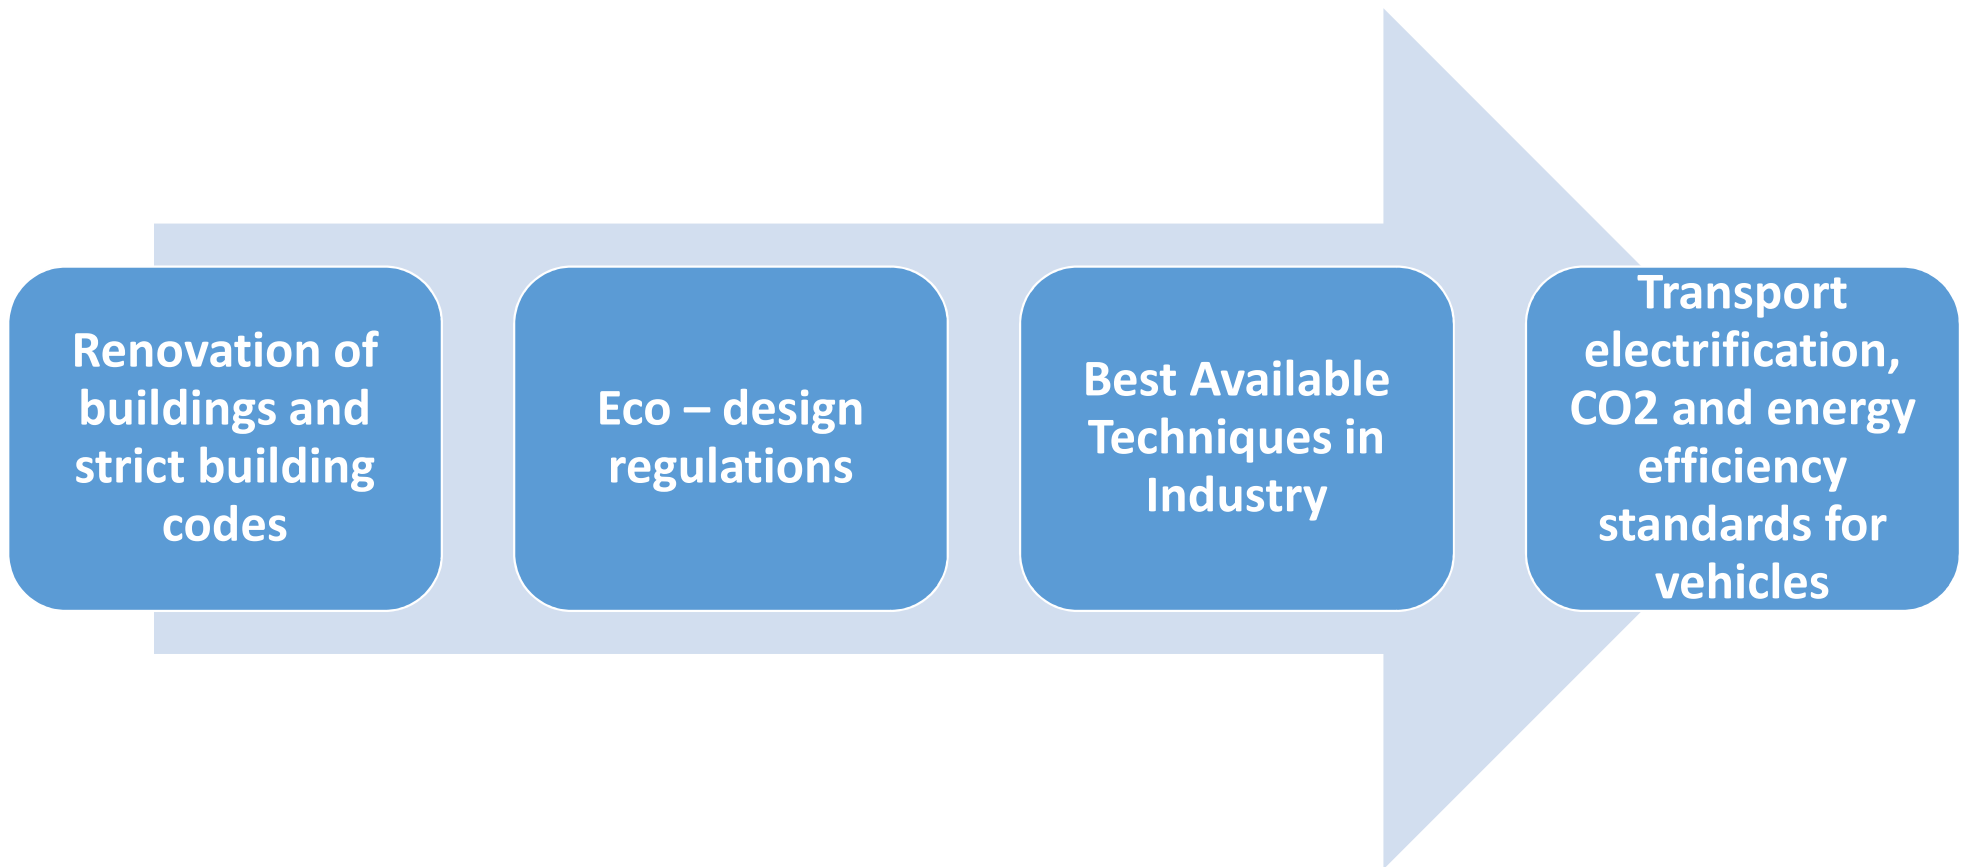 Renovation of
buildings and
strict building
codes
Eco – design
regulations
Best Available
Techniques in
Industry
Transport
electrification,
CO2 and energy
efficiency
standards for
vehicles